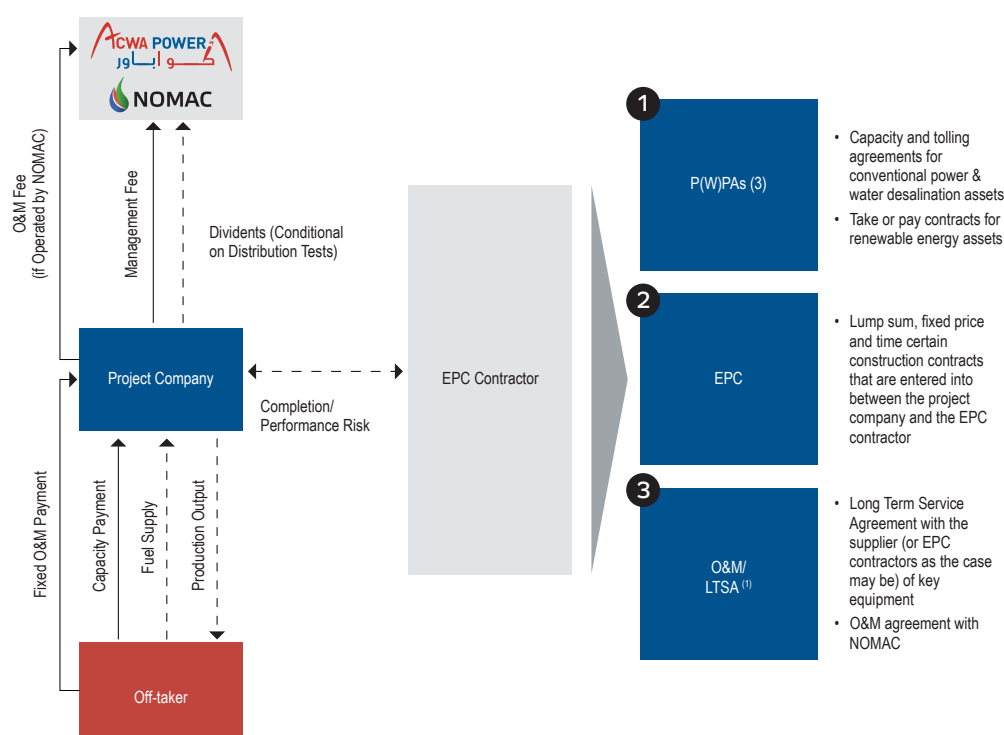 ACWA POWER
أكوا باور
NOMAC
O&M Fee
(if Operated by NOMAC)
Management Fee
Dividents (Conditional
on Distribution Tests)
Project Company
Completion/
Performance Risk
EPC Contractor
Fixed O&M Payment
Capacity Payment
Fuel Supply
Production Output
Off-taker
1
P(W)PAs (3)
• Capacity and tolling
agreements for
conventional power &
water desalination assets
• Take or pay contracts for
renewable energy assets
2
EPC
• Lump sum, fixed price
and time certain
construction contracts
that are entered into
between the project
company and the EPC
contractor
3
O&M/
LTSA (1)
• Long Term Service
Agreement with the
supplier (or EPC
contractors as the case
may be) of key
equipment
• O&M agreement with
NOMAC